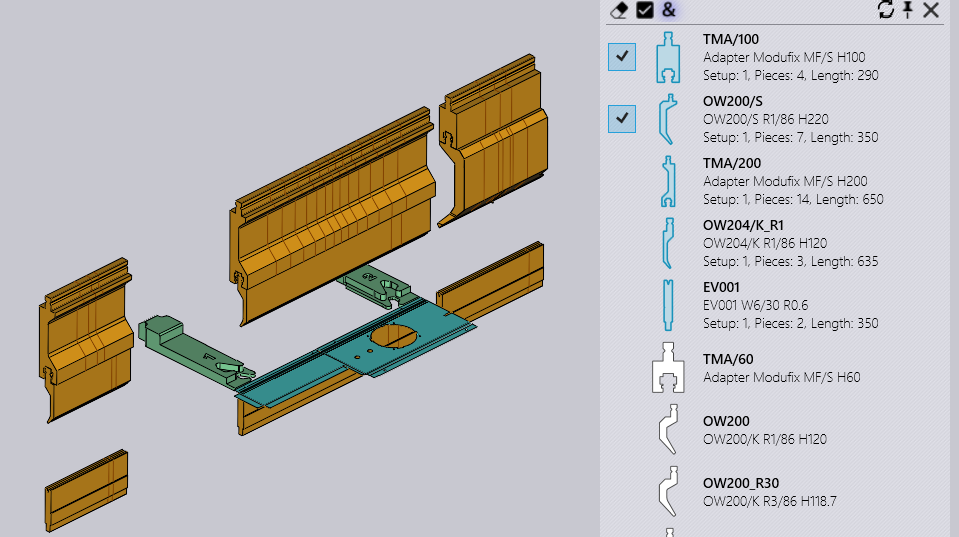 &
TMA/100
Adapter Modufix MF/S H100
Setup: 1, Pieces: 4, Length: 290
OW200/S
OW200/S R1/86 H220
Setup: 1, Pieces: 7, Length: 350
TMA/200
Adapter Modufix MF/S H200
Setup: 1, Pieces: 14, Length: 650
OW204/K_R1
OW204/K R1/86 H120
Setup: 1, Pieces: 3, Length: 635
EV001
EV001 W6/30 R0.6
Setup: 1, Pieces: 2, Length: 350
TMA/60
Adapter Modufix MF/S H60
OW200
OW200/K R1/86 H120
OW200_R30
OW200/K R3/86 H118.7
2
1